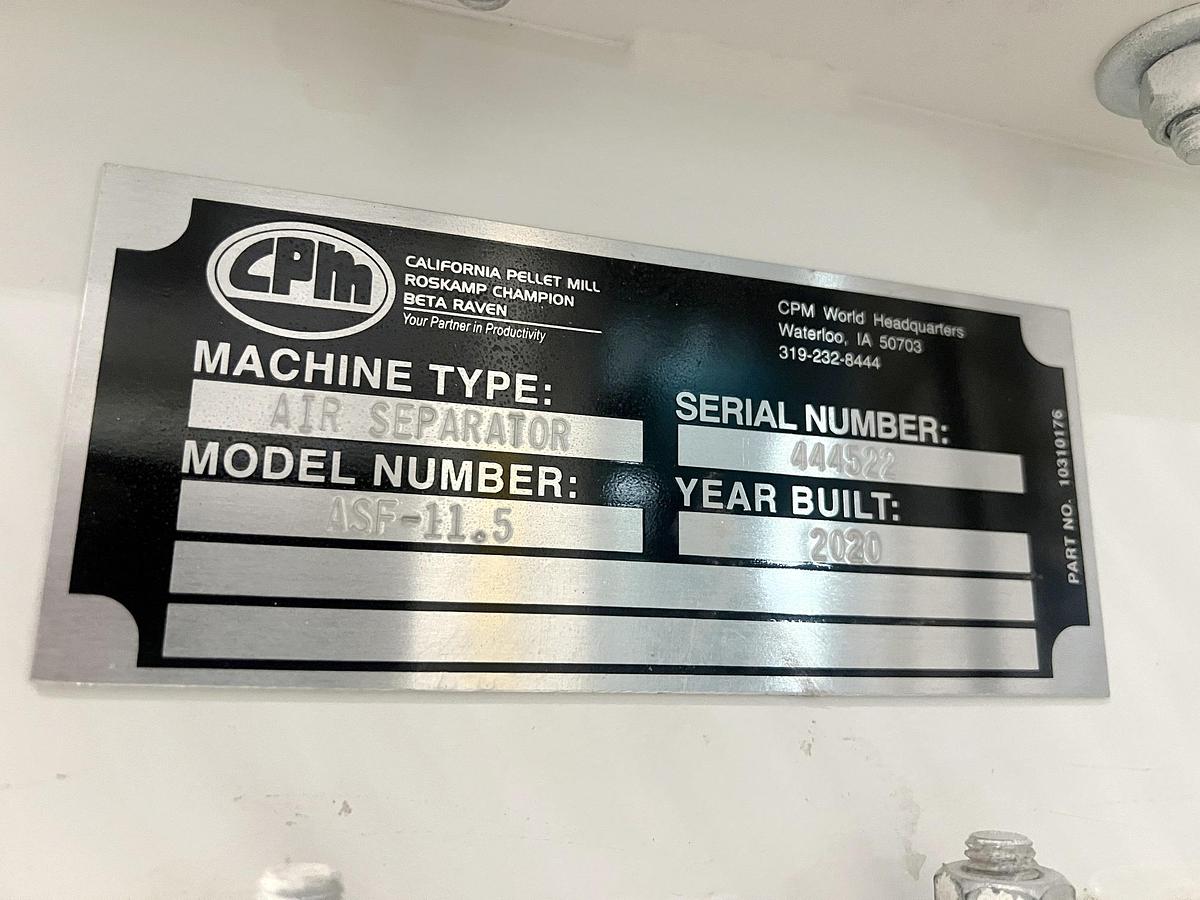 CPM
CALIFORNIA PELLET MILL
ROSKAMP CHAMPION
BETA RAVEN
Your Partner in Productivity
CPM World Headquarters
Waterloo, IA 50703
319-232-8444
MACHINE TYPE:
AIR SEPARATOR
SERIAL NUMBER:
444522
MODEL NUMBER:
ASF-11.5
YEAR BUILT:
2020
PART NO. 10310176